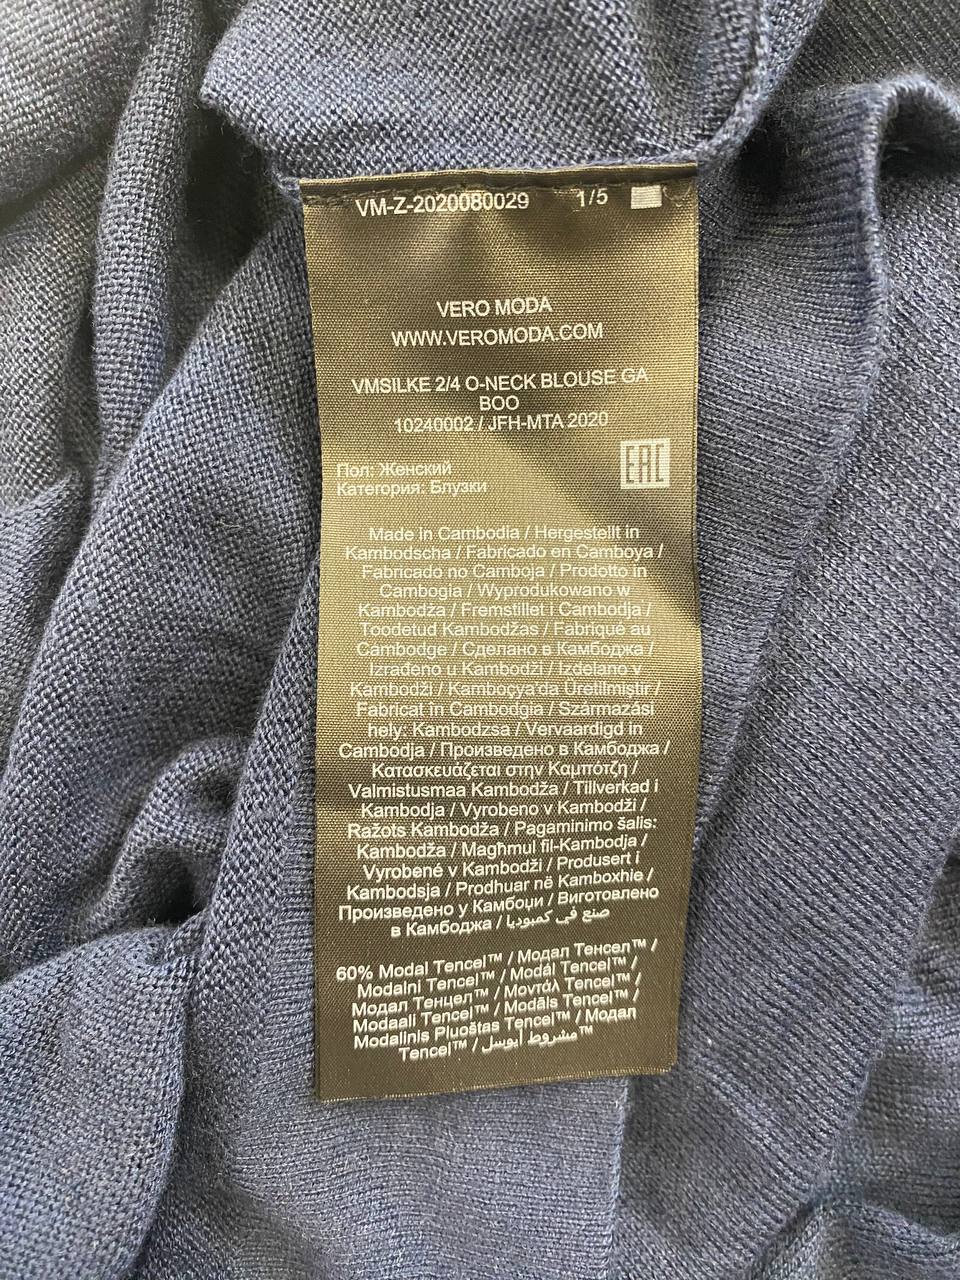 VM-Z-2020080029 1/5
VERO MODA
WWW.VEROMODA.COM
VMSILKE 2/4 O-NECK BLOUSE GA
BOO
10240002 / JFH-MTA 2020
EAC
Пол: Женский
Категория: Блузки
Made in Cambodia / Hergestellt in
Kambodscha / Fabricado en Camboya /
Fabricado no Camboja / Prodotto in
Cambogia / Wyprodukowano w
Kambodża / Fremstillet i Cambodja /
Toodetud Kambodžas / Fabriqué au
Cambodge / Сделано в Камбоджа /
Izrađeno u Kambodži / Izdelano v
Kambodži / Kamboçya'da Üretilmiştir /
Fabricat în Cambodgia / Származási
hely: Kambodzsa / Vervaardigd in
Cambodja / Произведено в Камбоджа /
Κατασκευάζεται στην Καμπότζη /
Valmistusmaa Kambodža / Tillverkad i
Kambodja / Vyrobeno v Kambodži /
Ražots Kambodža / Pagaminimo šalis:
Kambodža / Magħmul fil-Kambodja /
Vyrobené v Kambodži / Produsert i
Kambodsja / Prodhuar në Kamboxhie /
Произведено у Камбоџи / Виготовлено
в Камбоджа / صنع في كمبوديا
60% Modal Tencel™ / Модал Тенсел™ /
Modalni Tencel™ / Modál Tencel™ /
Модал Тенцел™ / Μοντάλ Tencel™ /
Modaali Tencel™ / Modāls Tencel™ /
Modalinis Pluoštas Tencel™ / Модал
Tencel™ / مشروط أيوسل™